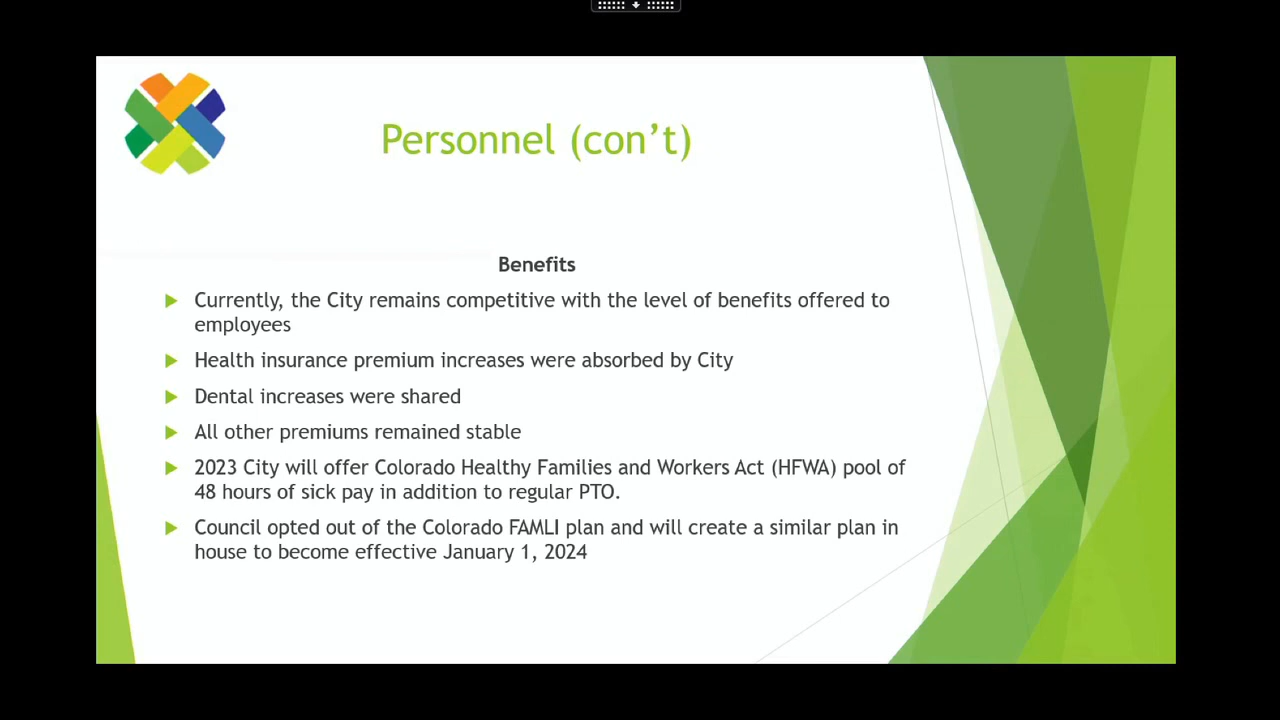 Personnel (con’t)
Benefits
Currently, the City remains competitive with the level of benefits offered to
employees
Health insurance premium increases were absorbed by City
Dental increases were shared
All other premiums remained stable
2023 City will offer Colorado Healthy Families and Workers Act (HFWA) pool of
48 hours of sick pay in addition to regular PTO.
Council opted out of the Colorado FAMLI plan and will create a similar plan in
house to become effective January 1, 2024